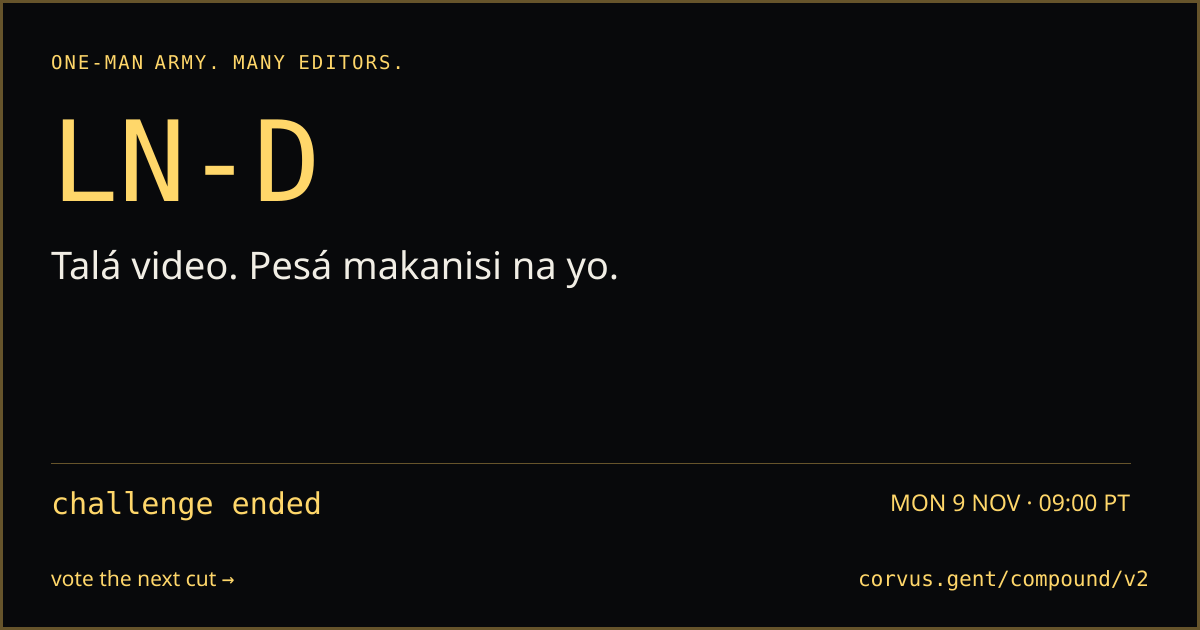 ONE-MAN ARMY. MANY EDITORS.
LN-D
Talá video. Pesá makanisi na yo.
challenge ended
MON 9 NOV · 09:00 PT
vote the next cut →
corvus.gent/compound/v2